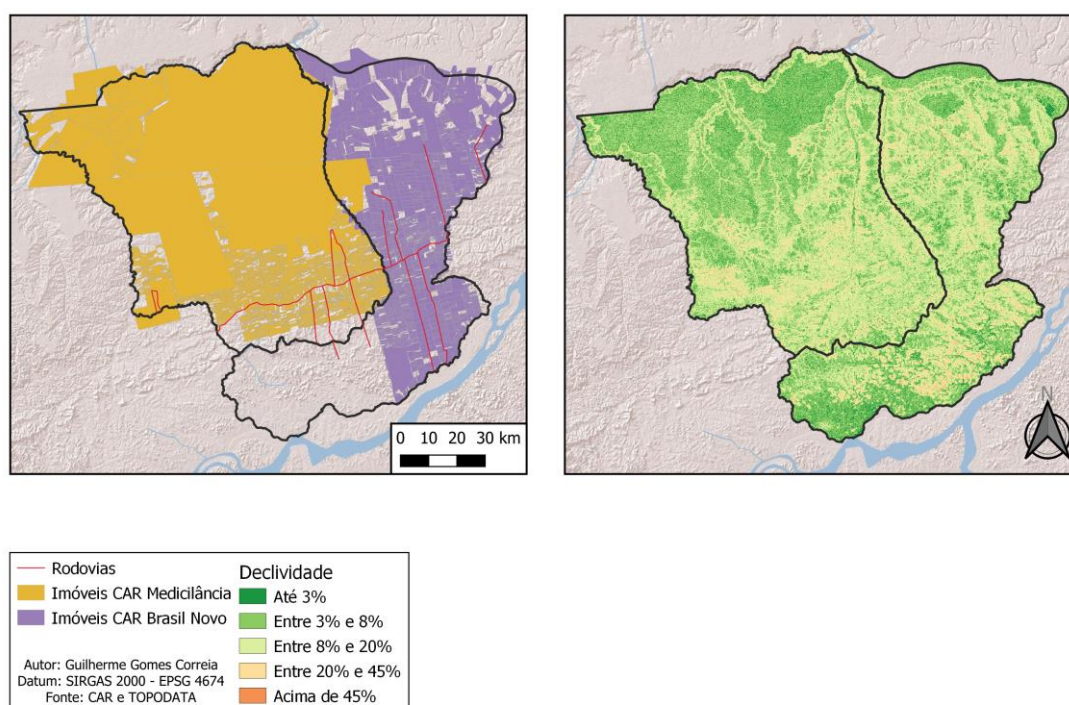 0 10 20 30 km
N
Rodovias
Imóveis CAR Medicilância
Imóveis CAR Brasil Novo
Autor: Guilherme Gomes Correia
Datum: SIRGAS 2000 - EPSG 4674
Fonte: CAR e TOPODATA
Declividade
Até 3%
Entre 3% e 8%
Entre 8% e 20%
Entre 20% e 45%
Acima de 45%